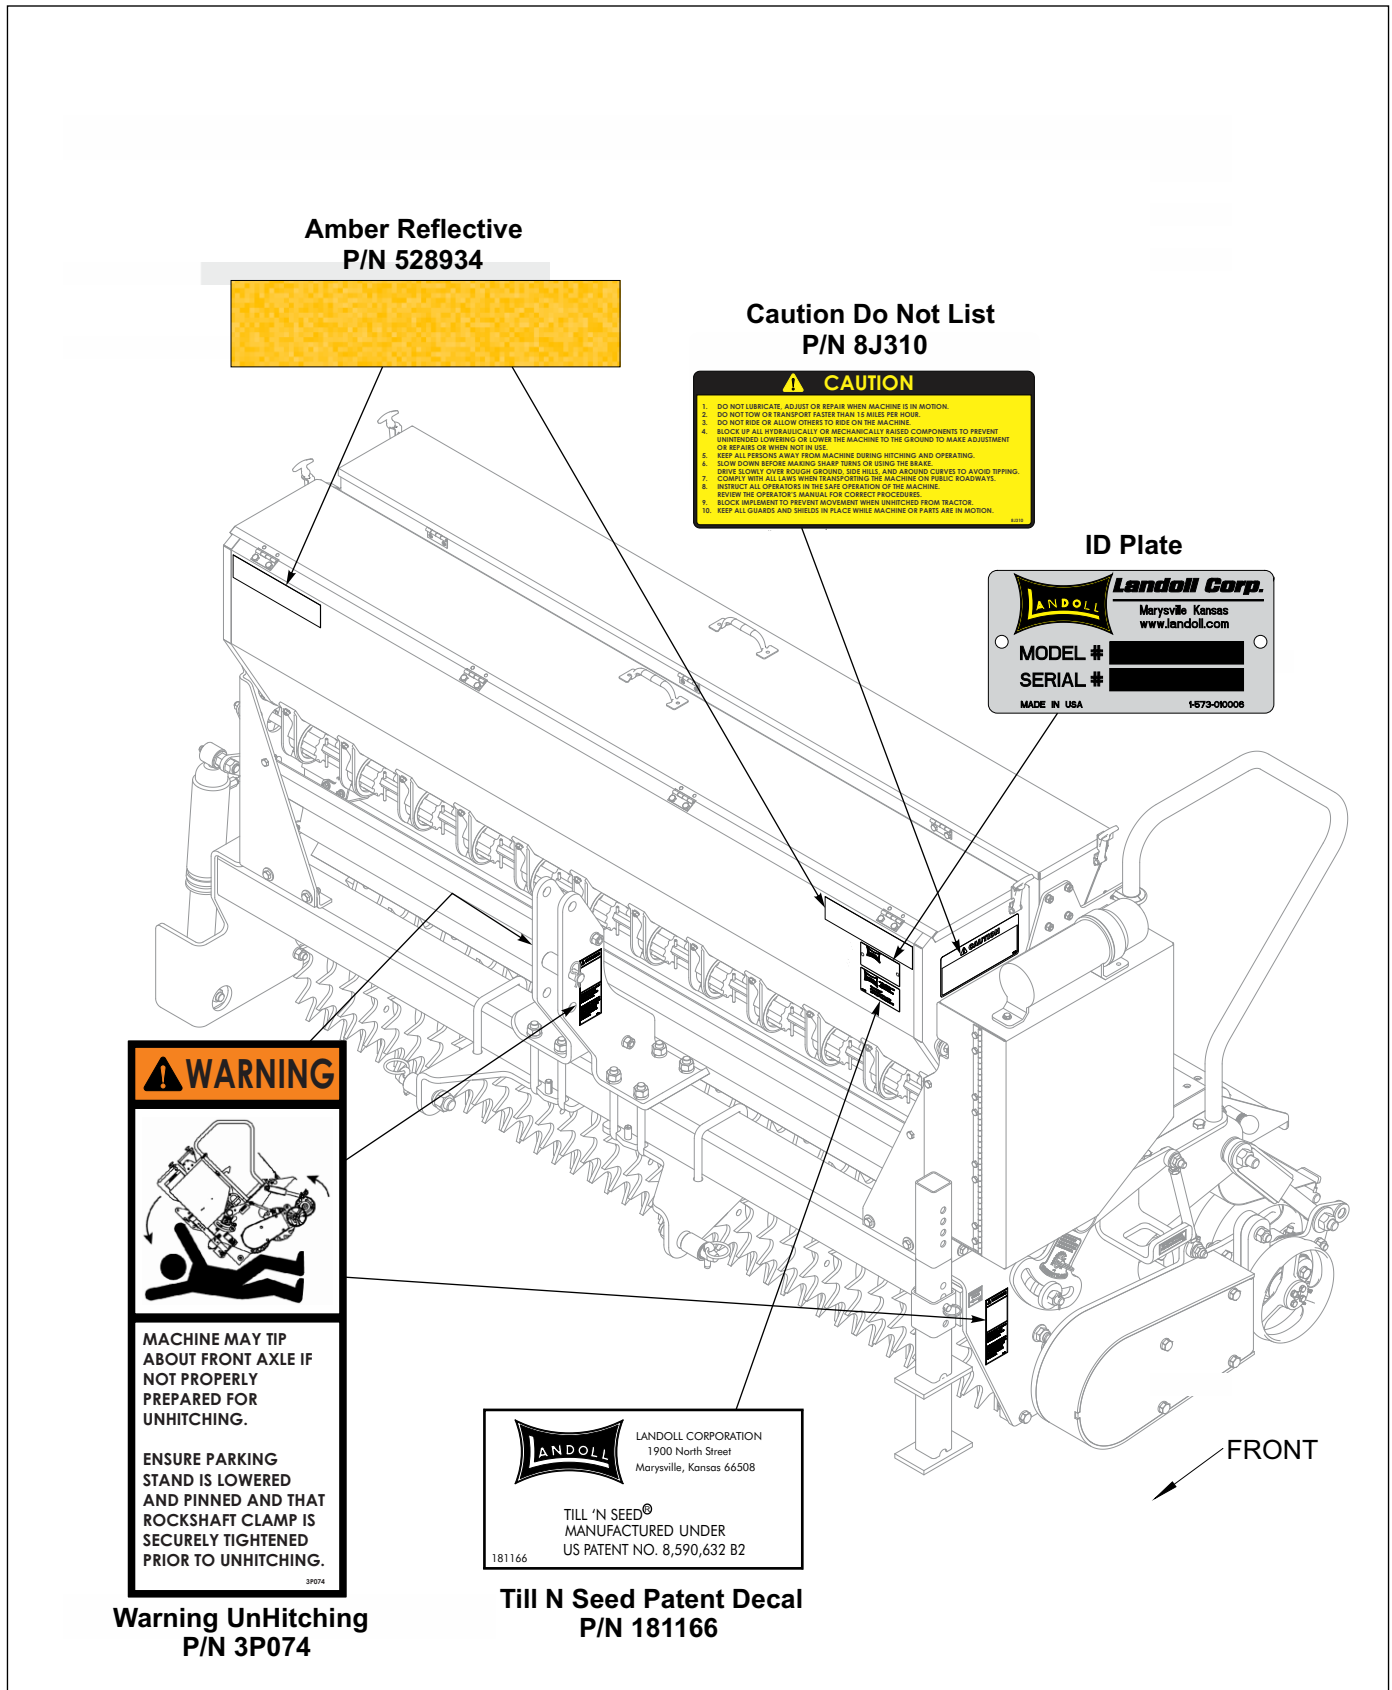 Amber Reflective
P/N 528934
Caution Do Not List
P/N 8J310
CAUTION
1. DO NOT LUBRICATE, ADJUST OR REPAIR WHEN MACHINE IS IN MOTION.
2. DO NOT TOW OR TRANSPORT FASTER THAN 15 MILES PER HOUR.
3. DO NOT RIDE OR ALLOW OTHERS TO RIDE ON THE MACHINE.
4. BLOCK UP ALL HYDRAULICALLY OR MECHANICALLY RAISED COMPONENTS TO PREVENT
UNINTENDED LOWERING OR LOWER THE MACHINE TO THE GROUND TO MAKE ADJUSTMENT
OR REPAIRS OR WHEN NOT IN USE.
5. KEEP ALL PERSONS AWAY FROM MACHINE DURING HITCHING AND OPERATING.
6. SLOW DOWN BEFORE MAKING SHARP TURNS OR USING THE BRAKE.
DRIVE SLOWLY OVER ROUGH GROUND, SIDE HILLS, AND AROUND CURVES TO AVOID TIPPING.
7. COMPLY WITH ALL LAWS WHEN TRANSPORTING THE MACHINE ON PUBLIC ROADWAYS.
8. INSTRUCT ALL OPERATORS IN THE SAFE OPERATION OF THE MACHINE.
REVIEW THE OPERATOR'S MANUAL FOR CORRECT PROCEDURES.
9. BLOCK IMPLEMENT TO PREVENT MOVEMENT WHEN UNHITCHED FROM TRACTOR.
10. KEEP ALL GUARDS AND SHIELDS IN PLACE WHILE MACHINE OR PARTS ARE IN MOTION.
8J310
ID Plate
LANDOLL
Landoll Corp.
Marysville Kansas
www.landoll.com
MODEL #
SERIAL #
MADE IN USA 1-573-010006
CAUTION
WARNING
MACHINE MAY TIP
ABOUT FRONT AXLE IF
NOT PROPERLY
PREPARED FOR
UNHITCHING.
ENSURE PARKING
STAND IS LOWERED
AND PINNED AND THAT
ROCKSHAFT CLAMP IS
SECURELY TIGHTENED
PRIOR TO UNHITCHING.
3P074
Warning UnHitching
P/N 3P074
LANDOLL
LANDOLL CORPORATION
1900 North Street
Marysville, Kansas 66508
TILL 'N SEED®
MANUFACTURED UNDER
US PATENT NO. 8,590,632 B2
181166
Till N Seed Patent Decal
P/N 181166
FRONT